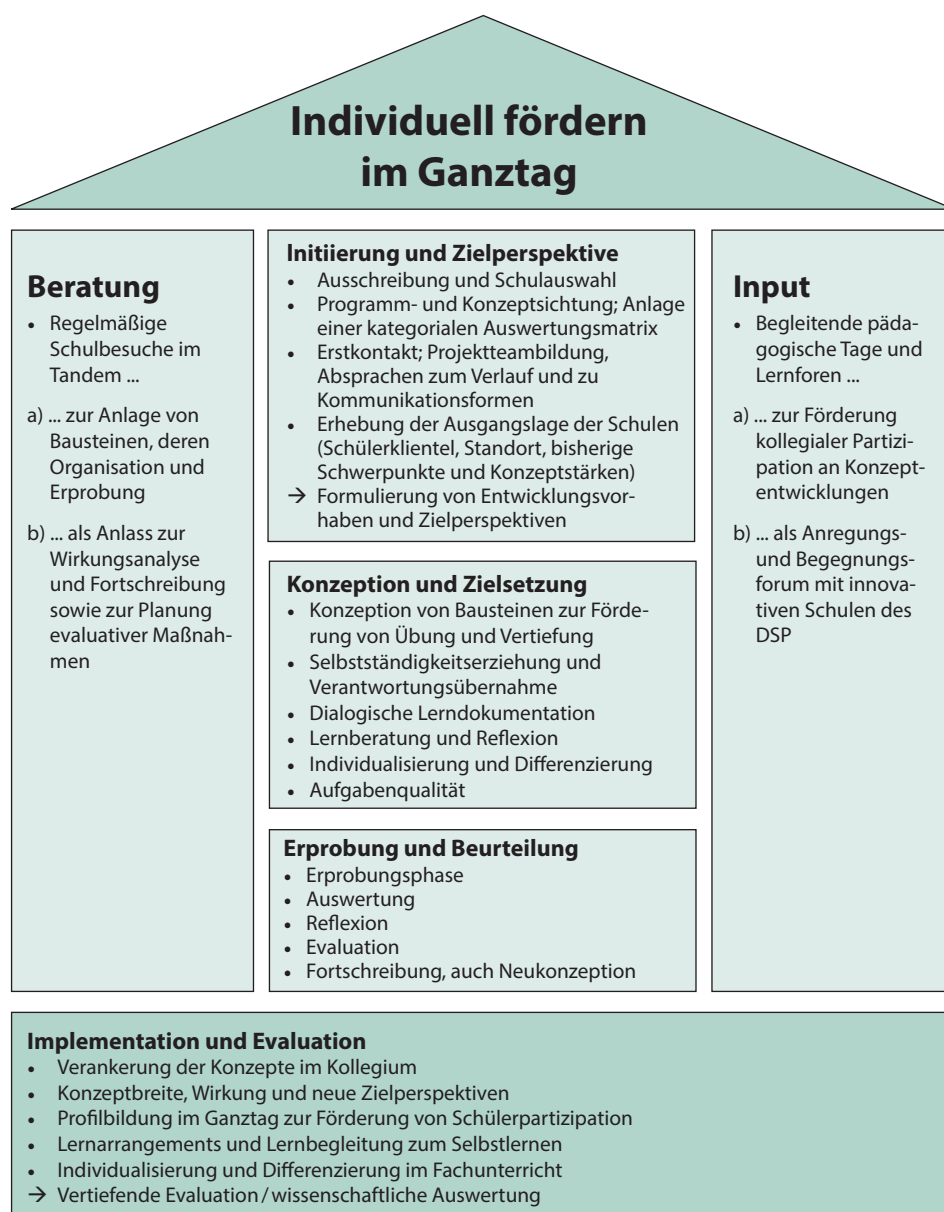 Individuell fördern
im Ganztag
Beratung
• Regelmäßige
Schulbesuche im
Tandem ...
a) ... zur Anlage von
Bausteinen, deren
Organisation und
Erprobung
b) ... als Anlass zur
Wirkungsanalyse
und Fortschreibung
sowie zur Planung
evaluativer Maßnah-
men
Initiierung und Zielperspektive
• Ausschreibung und Schulauswahl
• Programm- und Konzeptsichtung; Anlage
einer kategorialen Auswertungsmatrix
• Erstkontakt; Projektteambildung,
Absprachen zum Verlauf und zu
Kommunikationsformen
• Erhebung der Ausgangslage der Schulen
(Schülerklientel, Standort, bisherige
Schwerpunkte und Konzeptstärken)
→ Formulierung von Entwicklungsvor-
haben und Zielperspektiven
Konzeption und Zielsetzung
• Konzeption von Bausteinen zur Förde-
rung von Übung und Vertiefung
• Selbstständigkeitserziehung und
Verantwortungsübernahme
• Dialogische Lerndokumentation
• Lernberatung und Reflexion
• Individualisierung und Differenzierung
• Aufgabenqualität
Erprobung und Beurteilung
• Erprobungsphase
• Auswertung
• Reflexion
• Evaluation
• Fortschreibung, auch Neukonzeption
Input
• Begleitende päda-
gogische Tage und
Lernforen ...
a) ... zur Förderung
kollegialer Partizi-
pation an Konzept-
entwicklungen
b) ... als Anregungs-
und Begegnungs-
forum mit innova-
tiven Schulen des
DSP
Implementation und Evaluation
• Verankerung der Konzepte im Kollegium
• Konzeptbreite, Wirkung und neue Zielperspektiven
• Profilbildung im Ganztag zur Förderung von Schülerpartizipation
• Lernarrangements und Lernbegleitung zum Selbstlernen
• Individualisierung und Differenzierung im Fachunterricht
→ Vertiefende Evaluation / wissenschaftliche Auswertung